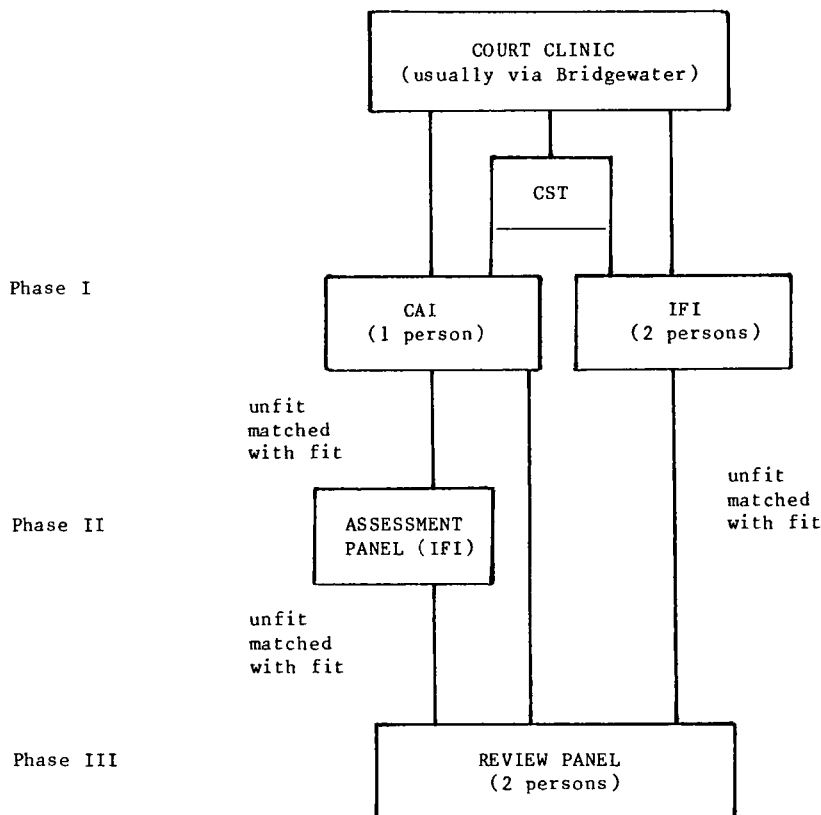 COURT CLINIC
(usually via Bridgewater)
CST
Phase I
CAI
(1 person)
IFI
(2 persons)
unfit
matched
with fit
unfit
matched
with fit
Phase II
ASSESSMENT
PANEL (IFI)
unfit
matched
with fit
Phase III
REVIEW PANEL
(2 persons)